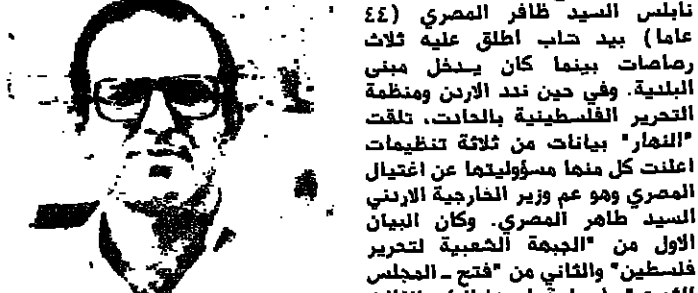 نابلس السيد ظافر المصري (٤٤
عاما) بيد شاب اطلق عليه ثلاث
رصاصات بينما كان يـدخل مبنى
البلدية. وفي حين ندد الاردن ومنظمة
التحرير الفلسطينية بالحادث، تلقت
"النهار" بيانات من ثلاثة تنظيمات
اعلنت كل منها مسؤوليتها عن اغتيال
المصري وهو عم وزير الخارجية الاردني
السيد طاهر المصري. وكان البيان
الاول من "الجبهة الشعبية لتحرير
فلسطين" والثاني من "فتح ـ المجلس